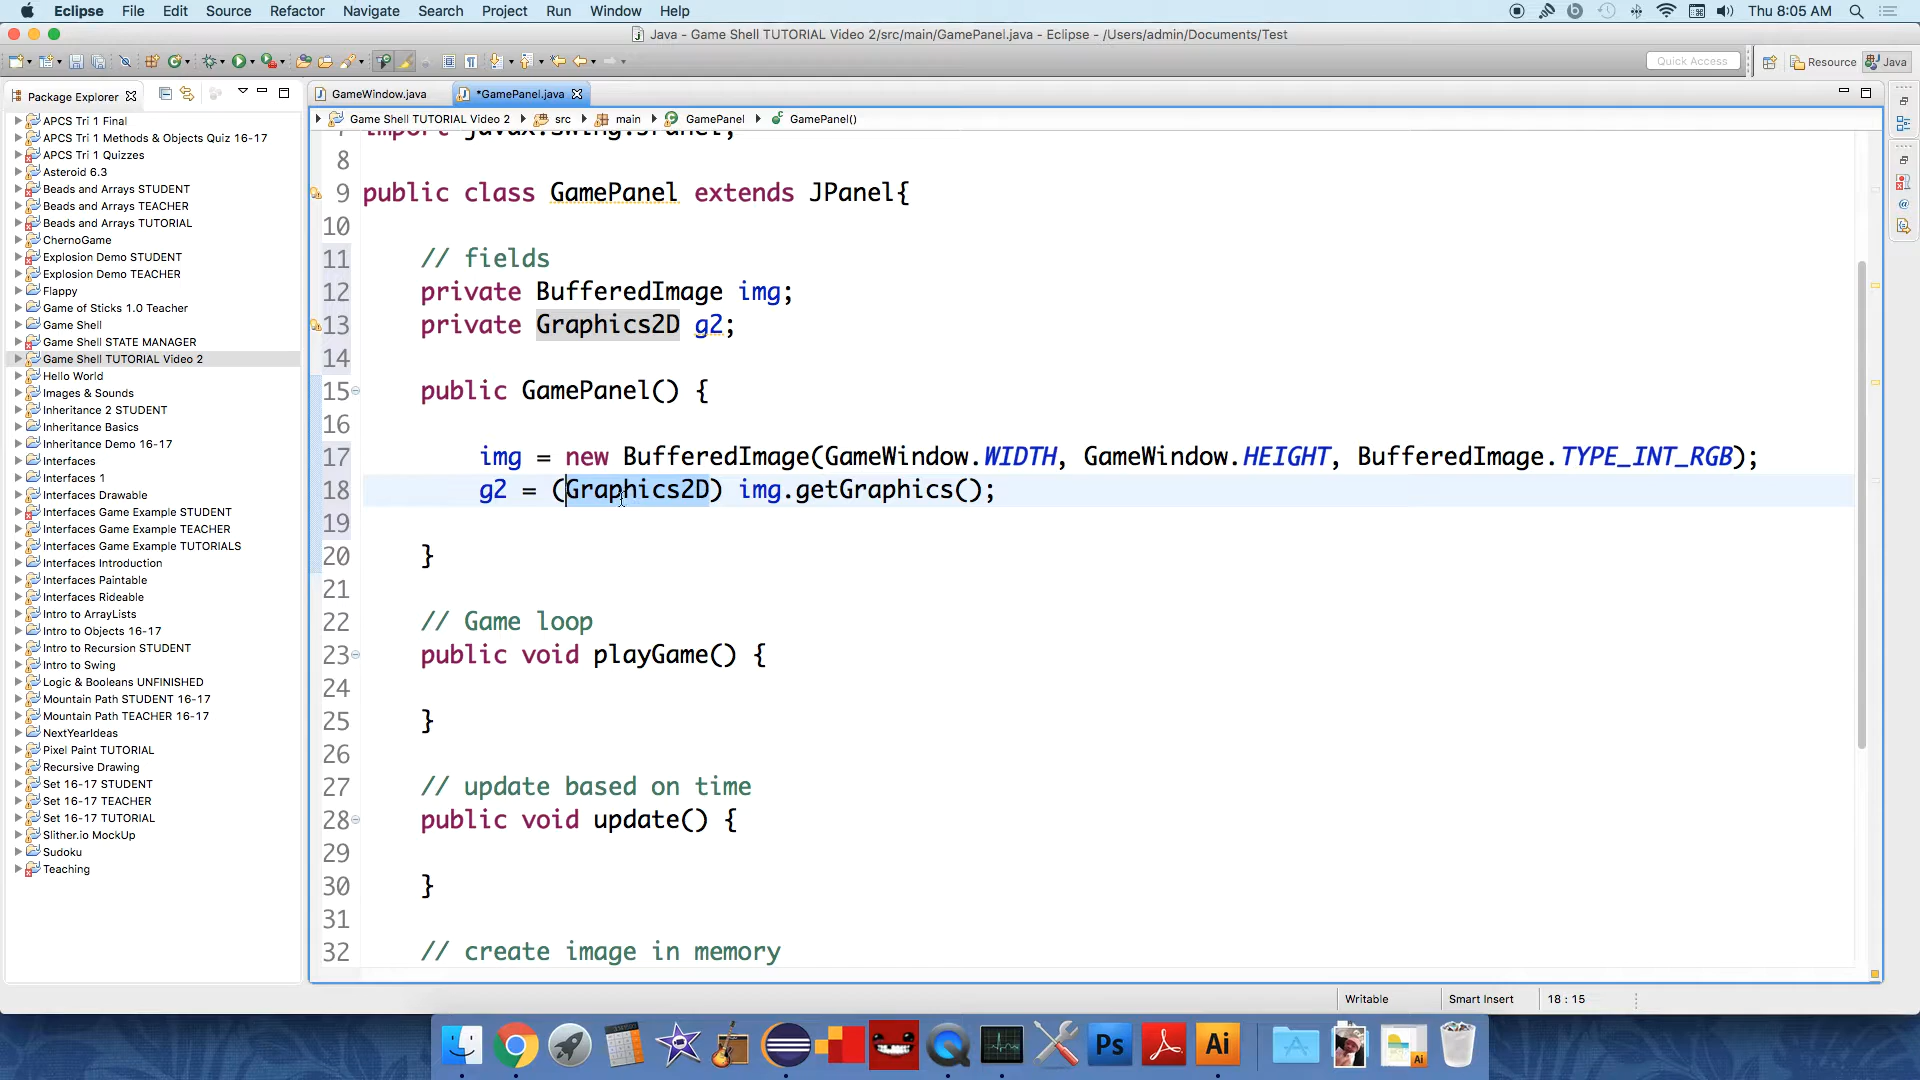 Eclipse File Edit Source Refactor Navigate Search Project Run Window Help Thu 8:05 AM
Java - Game Shell TUTORIAL Video 2/src/main/GamePanel.java - Eclipse - /Users/admin/Documents/Test
Quick Access Resource Java
Package Explorer
GameWindow.java *GamePanel.java
Game Shell TUTORIAL Video 2 src main GamePanel GamePanel()
APCS Tri 1 Final
APCS Tri 1 Methods & Objects Quiz 16-17
APCS Tri 1 Quizzes
Asteroid 6.3
Beads and Arrays STUDENT
Beads and Arrays TEACHER
Beads and Arrays TUTORIAL
ChernoGame
Explosion Demo STUDENT
Explosion Demo TEACHER
Flappy
Game of Sticks 1.0 Teacher
Game Shell
Game Shell STATE MANAGER
Game Shell TUTORIAL Video 2
Hello World
Images & Sounds
Inheritance 2 STUDENT
Inheritance Basics
Inheritance Demo 16-17
Interfaces
Interfaces 1
Interfaces Drawable
Interfaces Game Example STUDENT
Interfaces Game Example TEACHER
Interfaces Game Example TUTORIALS
Interfaces Introduction
Interfaces Paintable
Interfaces Rideable
Intro to ArrayLists
Intro to Objects 16-17
Intro to Recursion STUDENT
Intro to Swing
Logic & Booleans UNFINISHED
Mountain Path STUDENT 16-17
Mountain Path TEACHER 16-17
NextYearIdeas
Pixel Paint TUTORIAL
Recursive Drawing
Set 16-17 STUDENT
Set 16-17 TEACHER
Set 16-17 TUTORIAL
Slither.io MockUp
Sudoku
Teaching
7 import javax.swing.JPanel;
8
9 public class GamePanel extends JPanel{
10
11 // fields
12 private BufferedImage img;
13 private Graphics2D g2;
14
15 public GamePanel() {
16
17 img = new BufferedImage(GameWindow.WIDTH, GameWindow.HEIGHT, BufferedImage.TYPE_INT_RGB);
18 g2 = (Graphics2D) img.getGraphics();
19
20 }
21
22 // Game loop
23 public void playGame() {
24
25 }
26
27 // update based on time
28 public void update() {
29
30 }
31
32 // create image in memory
Writable Smart Insert 18 : 15
Ps Ai
Ai